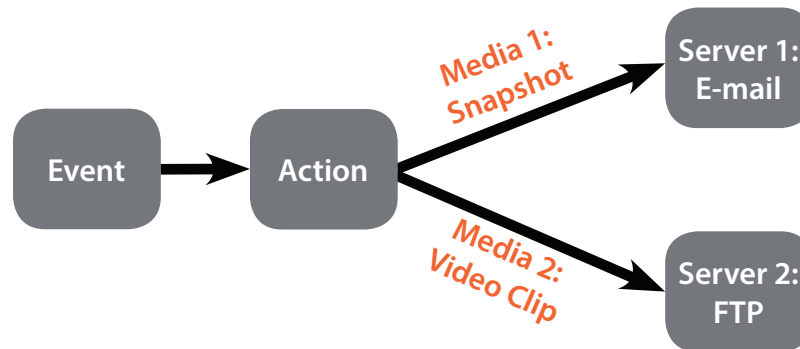 Event
Action
Media 1:
Snapshot
Server 1:
E-mail
Media 2:
Video Clip
Server 2:
FTP